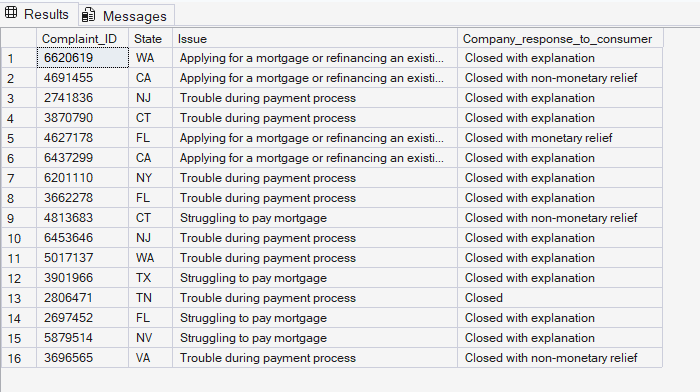 Results Messages
Complaint_ID State Issue Company_response_to_consumer
1 6620619 WA Applying for a mortgage or refinancing an existi... Closed with explanation
2 4691455 CA Applying for a mortgage or refinancing an existi... Closed with non-monetary relief
3 2741836 NJ Trouble during payment process Closed with explanation
4 3870790 CT Trouble during payment process Closed with explanation
5 4627178 FL Applying for a mortgage or refinancing an existi... Closed with monetary relief
6 6437299 CA Applying for a mortgage or refinancing an existi... Closed with explanation
7 6201110 NY Trouble during payment process Closed with explanation
8 3662278 FL Trouble during payment process Closed with explanation
9 4813683 CT Struggling to pay mortgage Closed with non-monetary relief
10 6453646 NJ Trouble during payment process Closed with explanation
11 5017137 WA Trouble during payment process Closed with explanation
12 3901966 TX Struggling to pay mortgage Closed with explanation
13 2806471 TN Trouble during payment process Closed
14 2697452 FL Struggling to pay mortgage Closed with explanation
15 5879514 NV Struggling to pay mortgage Closed with explanation
16 3696565 VA Trouble during payment process Closed with non-monetary relief